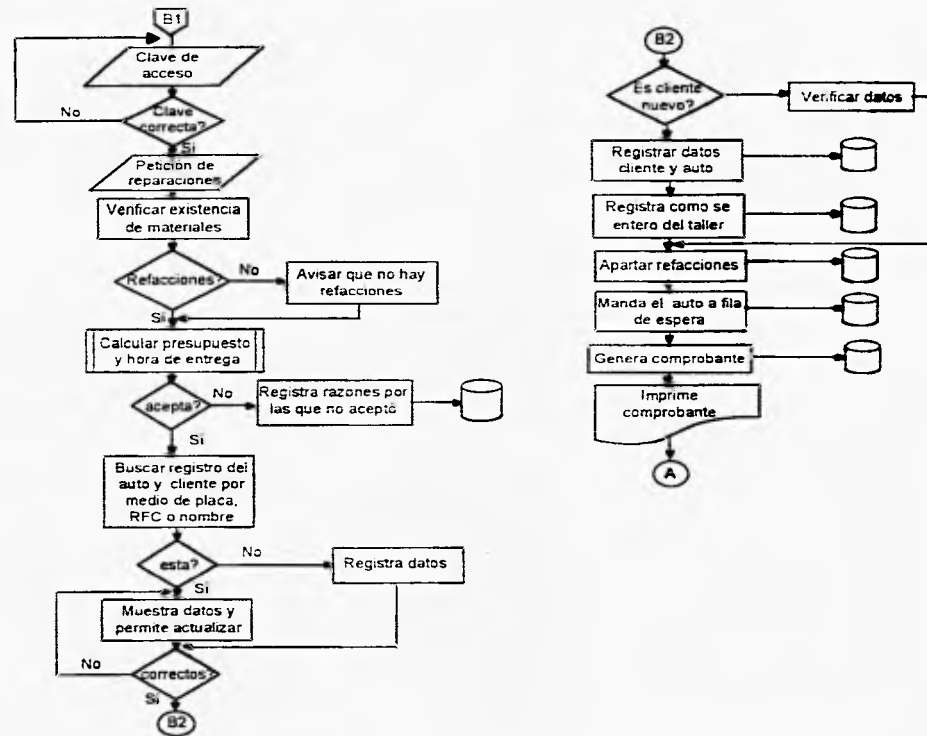 B1
Clave de
acceso
No
Clave
correcta?
Si
Petición de
reparaciones
Verificar existencia
de materiales
Refacciones?
No
Avisar que no hay
refacciones
Si
Calcular presupuesto
y hora de entrega
acepta?
No
Registra razones por
las que no acepto
Si
Buscar registro del
auto y cliente por
medio de placa,
RFC o nombre
esta?
No
Registra datos
Si
Muestra datos y
permite actualizar
No
correctos?
Si
B2
B2
Es cliente
nuevo?
Verificar datos
Registrar datos
cliente y auto
Registra como se
entero del taller
Apartar refacciones
Manda el auto a fila
de espera
Genera comprobante
Imprime
comprobante
A